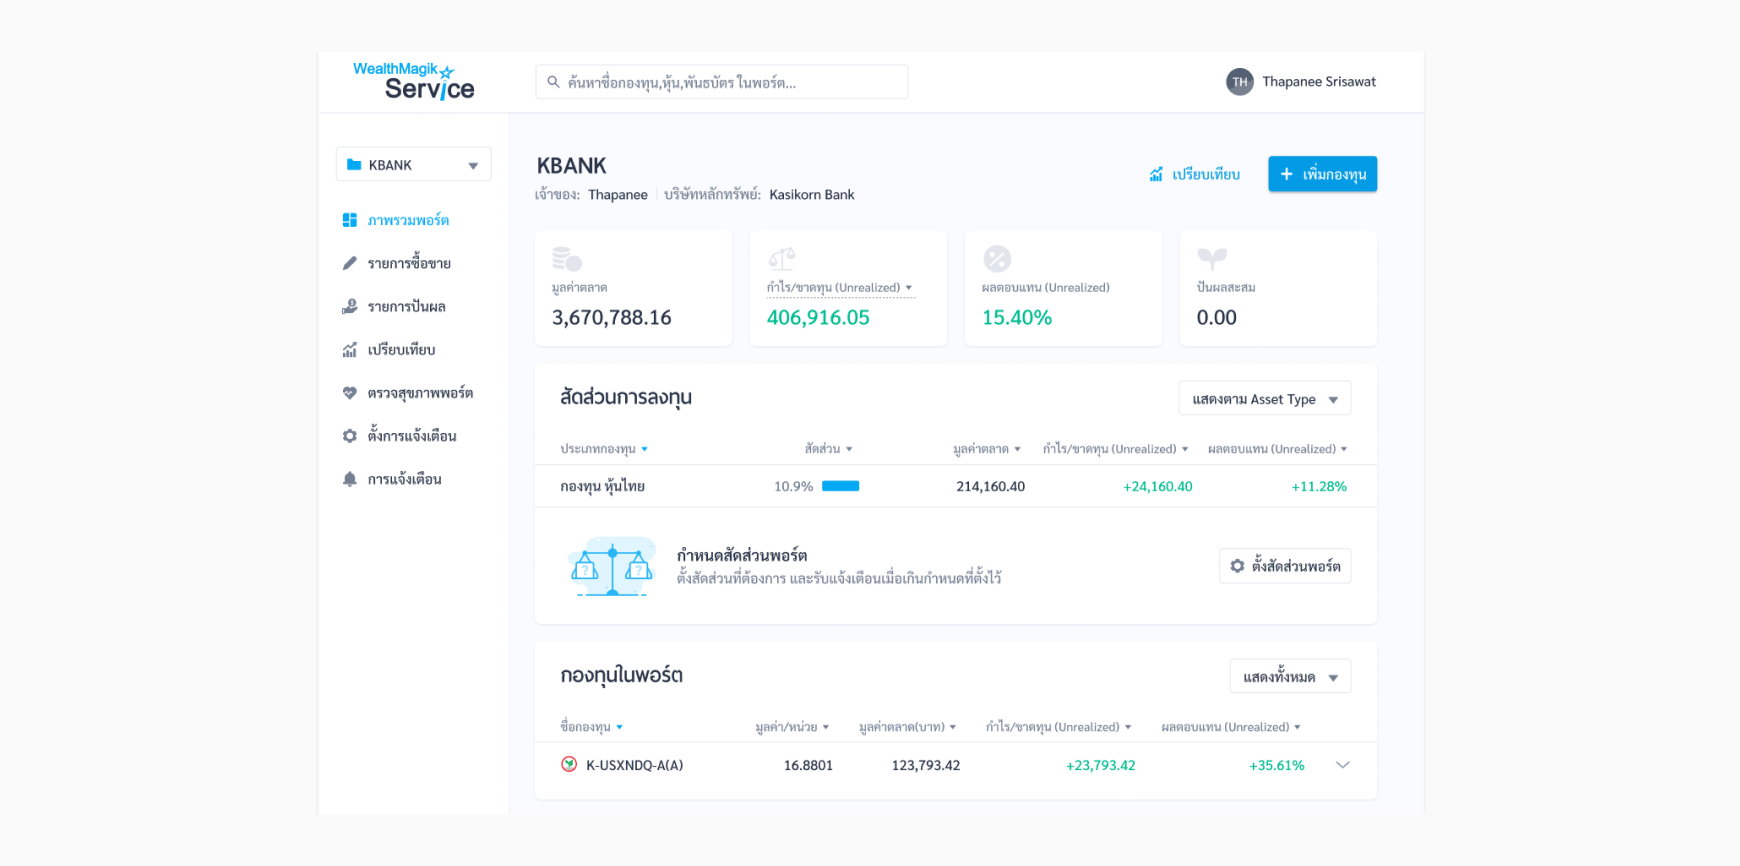 WealthMagik
Service
ค้นหาชื่อกองทุน,หุ้น,พันธบัตร ในพอร์ต...
TH Thapanee Srisawat
KBANK
ภาพรวมพอร์ต
รายการซื้อขาย
รายการปันผล
เปรียบเทียบ
ตรวจสุขภาพพอร์ต
ตั้งการแจ้งเตือน
การแจ้งเตือน
KBANK
เจ้าของ: Thapanee บริษัทหลักทรัพย์: Kasikorn Bank
เปรียบเทียบ
+ เพิ่มกองทุน
มูลค่าตลาด
3,670,788.16
กำไร/ขาดทุน (Unrealized)
406,916.05
ผลตอบแทน (Unrealized)
15.40%
ปันผลสะสม
0.00
สัดส่วนการลงทุน
แสดงตาม Asset Type
ประเภทกองทุน สัดส่วน มูลค่าตลาด กำไร/ขาดทุน (Unrealized) ผลตอบแทน (Unrealized)
กองทุน หุ้นไทย 10.9% 214,160.40 +24,160.40 +11.28%
? ?
กำหนดสัดส่วนพอร์ต
ตั้งสัดส่วนที่ต้องการ และรับแจ้งเตือนเมื่อเกินกำหนดที่ตั้งไว้
ตั้งสัดส่วนพอร์ต
กองทุนในพอร์ต
แสดงทั้งหมด
ชื่อกองทุน มูลค่า/หน่วย มูลค่าตลาด(บาท) กำไร/ขาดทุน (Unrealized) ผลตอบแทน (Unrealized)
K-USXNDQ-A(A) 16.8801 123,793.42 +23,793.42 +35.61%